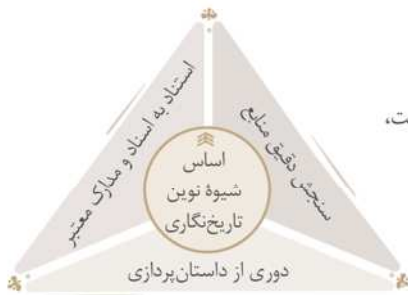 استناد به اسناد و مدارک معتبر
سنجش دقیق منابع
ت،
اساس
شیوهٔ نوین
تاریخ‌نگاری
دوری از داستان‌پردازی